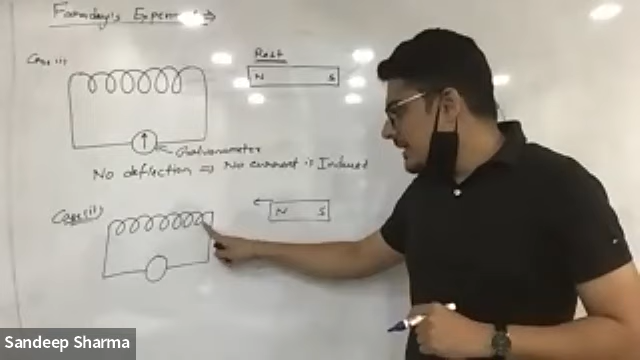 Faraday's Experiment
Case (i)
Rest
N S
Galvanometer
No deflection ⇒ No current is Induced
Case (ii)
N S
Sandeep Sharma